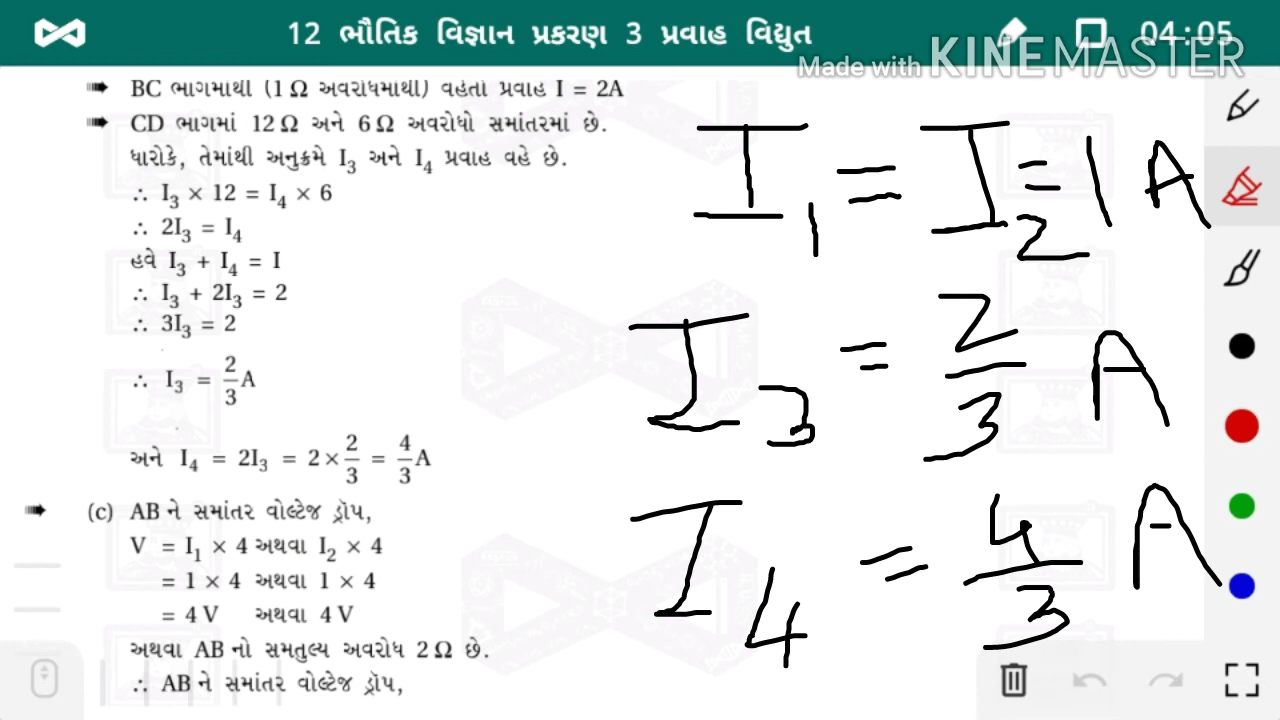 12 ભૌતિક વિજ્ઞાન પ્રકરણ 3 પ્રવાહ વિદ્યુત
04:05
Made with KINEMASTER
➠ BC ભાગમાંથી (1 Ω અવરોધમાંથી) વહેતો પ્રવાહ I = 2A
➠ CD ભાગમાં 12 Ω અને 6 Ω અવરોધો સમાંતરમાં છે.
ધારોકે, તેમાંથી અનુક્રમે I₃ અને I₄ પ્રવાહ વહે છે.
∴ I₃ × 12 = I₄ × 6
∴ 2I₃ = I₄
હવે I₃ + I₄ = I
∴ I₃ + 2I₃ = 2
∴ 3I₃ = 2
∴ I₃ = 2/3 A
અને I₄ = 2I₃ = 2 × 2/3 = 4/3 A
➠ (c) AB ને સમાંતર વોલ્ટેજ ડ્રૉપ,
V = I₁ × 4 અથવા I₂ × 4
= 1 × 4 અથવા 1 × 4
= 4 V અથવા 4 V
અથવા AB નો સમતુલ્ય અવરોધ 2 Ω છે.
∴ AB ને સમાંતર વોલ્ટેજ ડ્રૉપ,
I₁ = I₂ = 1 A
I₃ = 2/3 A
I₄ = 4/3 A